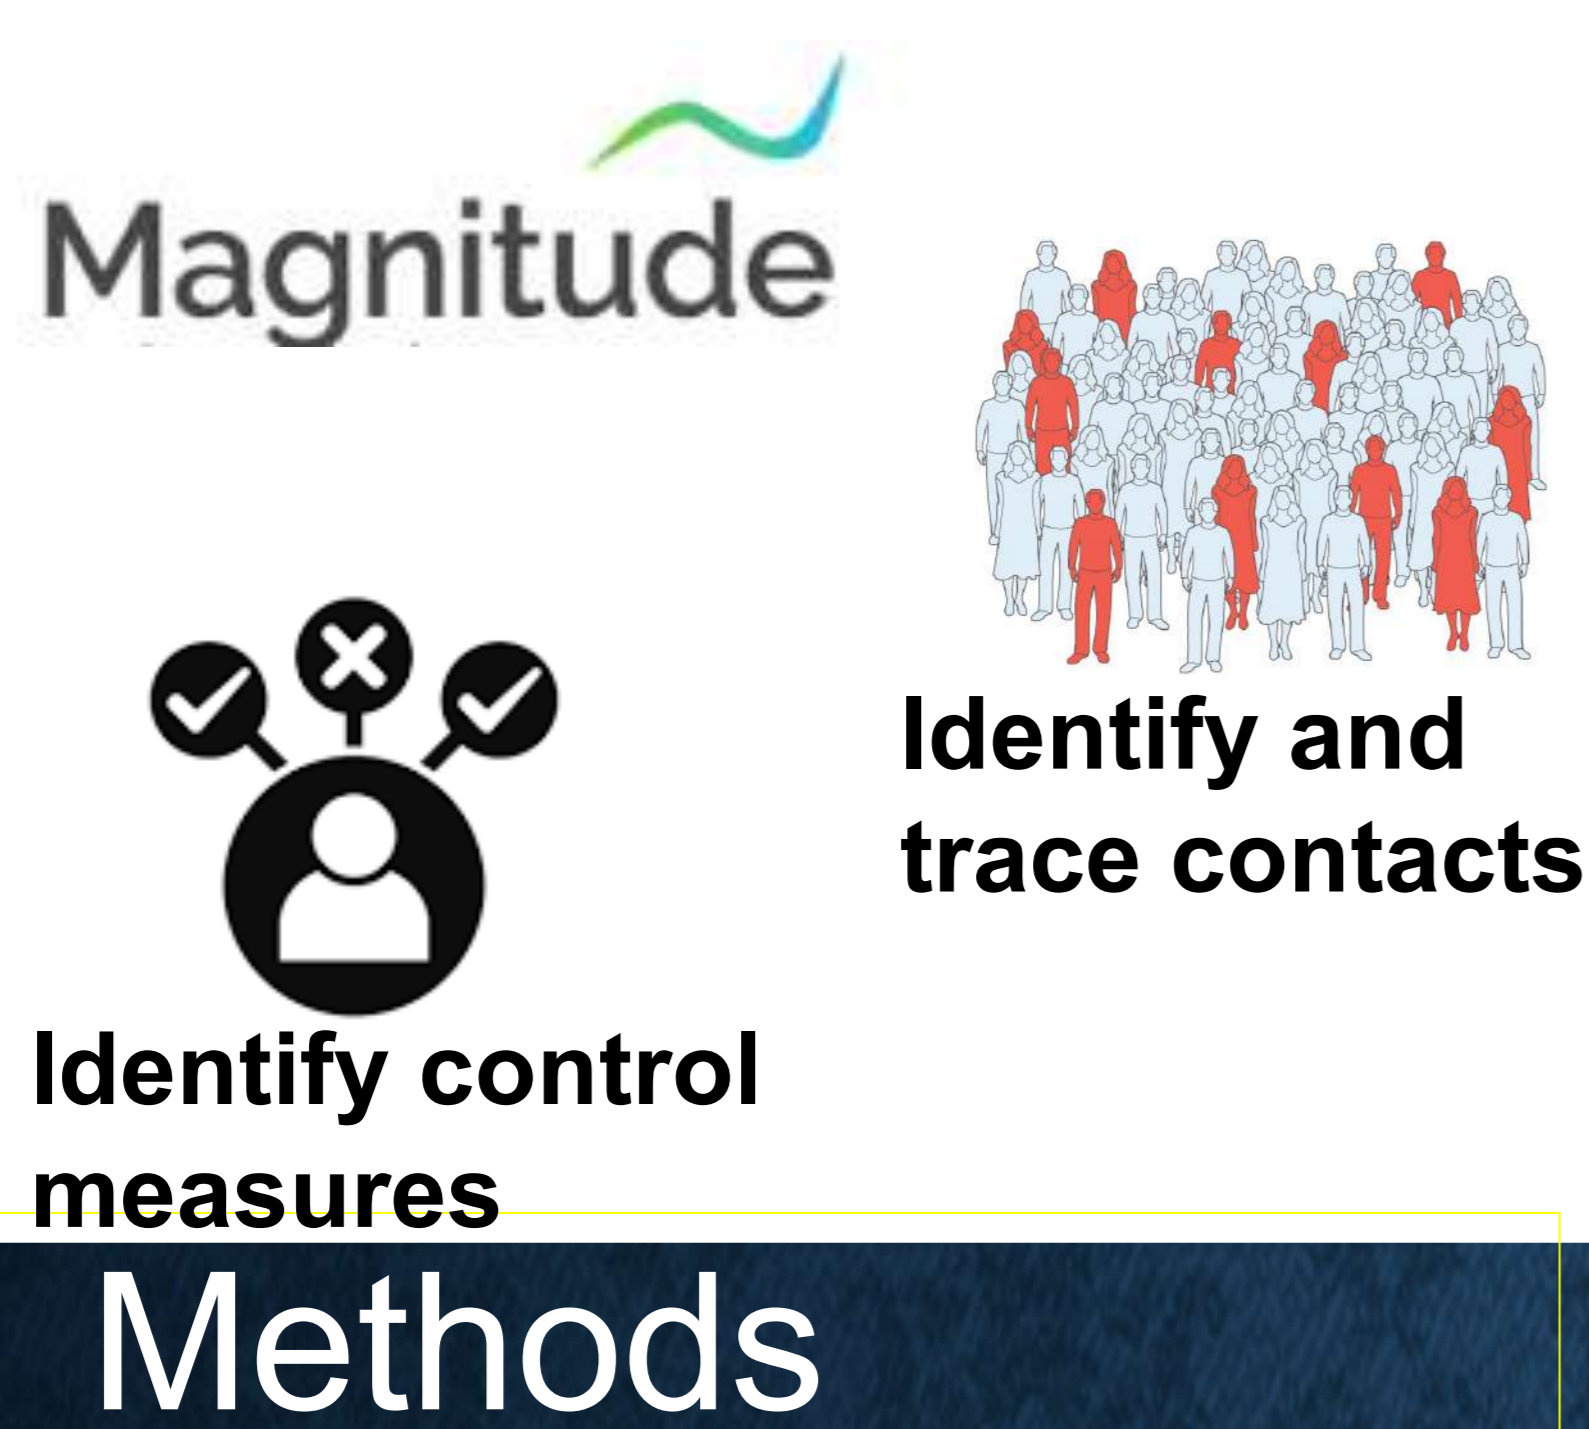 Magnitude
Identify and
trace contacts
Identify control
measures
Methods